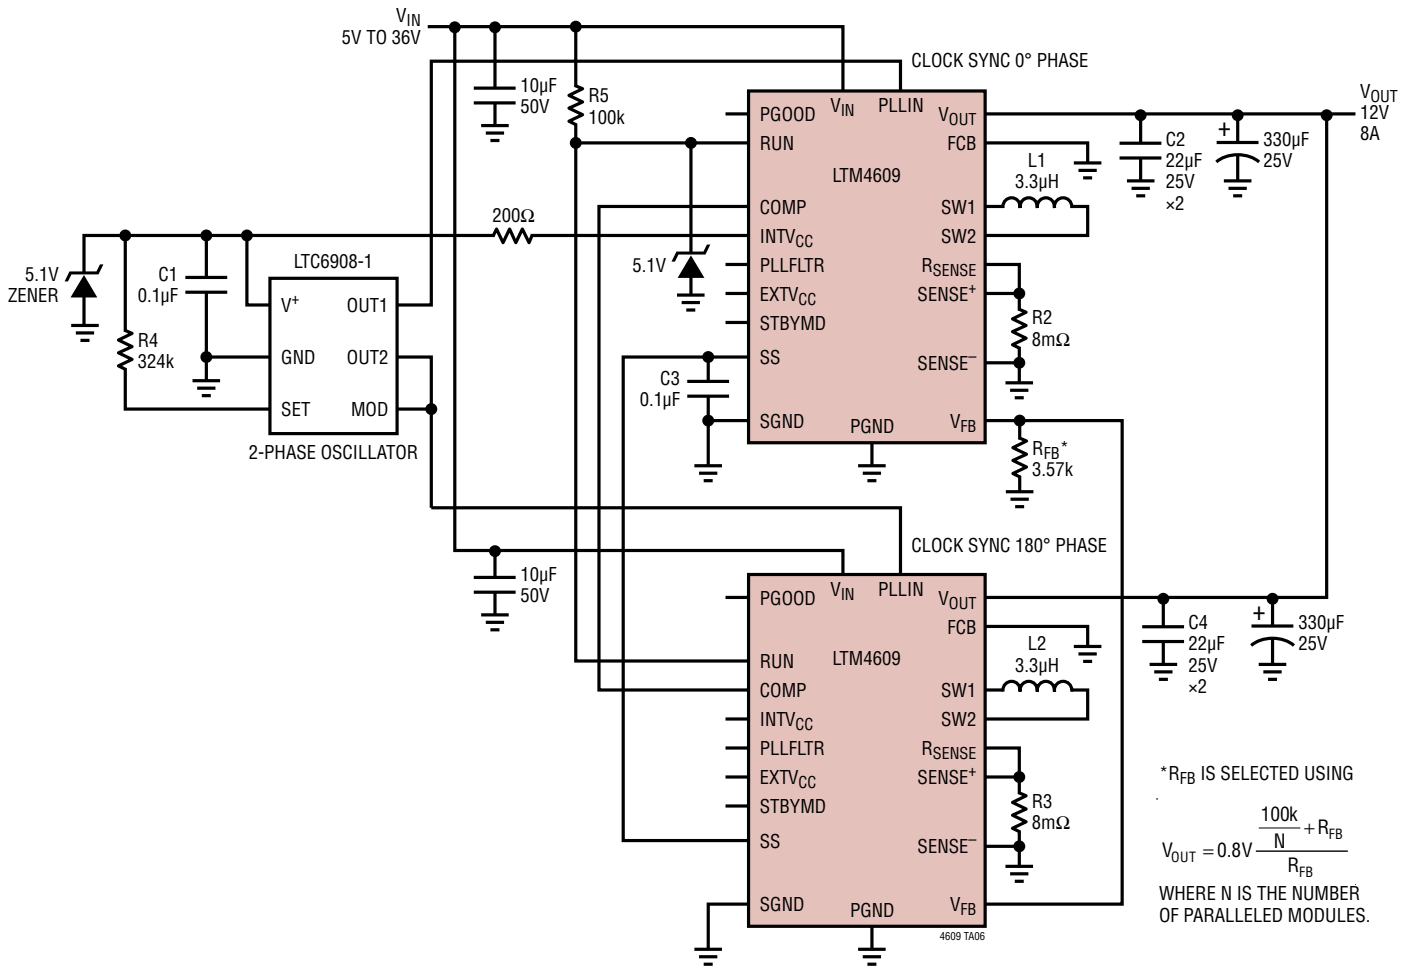 VIN
5V TO 36V
10µF
50V
R5
100k
CLOCK SYNC 0° PHASE
VOUT
12V
8A
PGOOD
VIN
PLLIN
VOUT
RUN
FCB
LTM4609
COMP
SW1
INTVCC
SW2
PLLFLTR
RSENSE
EXTVCC
SENSE+
STBYMD
SS
SENSE–
SGND
PGND
VFB
L1
3.3µH
C2
22µF
25V
×2
+
330µF
25V
200Ω
5.1V
5.1V
ZENER
C1
0.1µF
R4
324k
LTC6908-1
V+
OUT1
GND
OUT2
SET
MOD
2-PHASE OSCILLATOR
R2
8mΩ
C3
0.1µF
RFB*
3.57k
10µF
50V
CLOCK SYNC 180° PHASE
PGOOD
VIN
PLLIN
VOUT
FCB
RUN
LTM4609
COMP
SW1
INTVCC
SW2
PLLFLTR
RSENSE
EXTVCC
SENSE+
STBYMD
SS
SENSE–
SGND
PGND
VFB
L2
3.3µH
C4
22µF
25V
×2
+
330µF
25V
R3
8mΩ
4609 TA06
*RFB IS SELECTED USING
100k
N
+ RFB
VOUT = 0.8V
RFB
WHERE N IS THE NUMBER
OF PARALLELED MODULES.